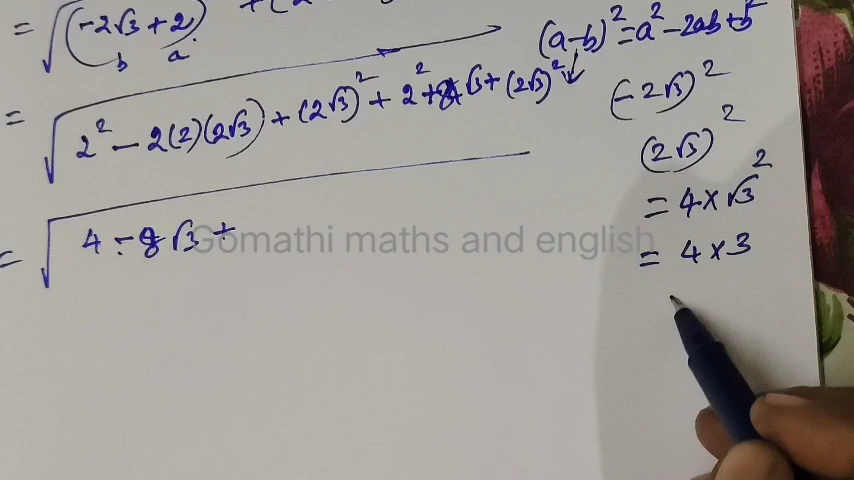 = √(-2√3 + 2)² + (2
b a
(a-b)² = a² - 2ab + b²
= √2² - 2(2)(2√3) + (2√3)² + 2² + 8√3 + (2√3)²
(-2√3)²
(2√3)²
= 4 × √3²
= √4 - 8√3 +
= 4 × 3
Gomathi maths and english